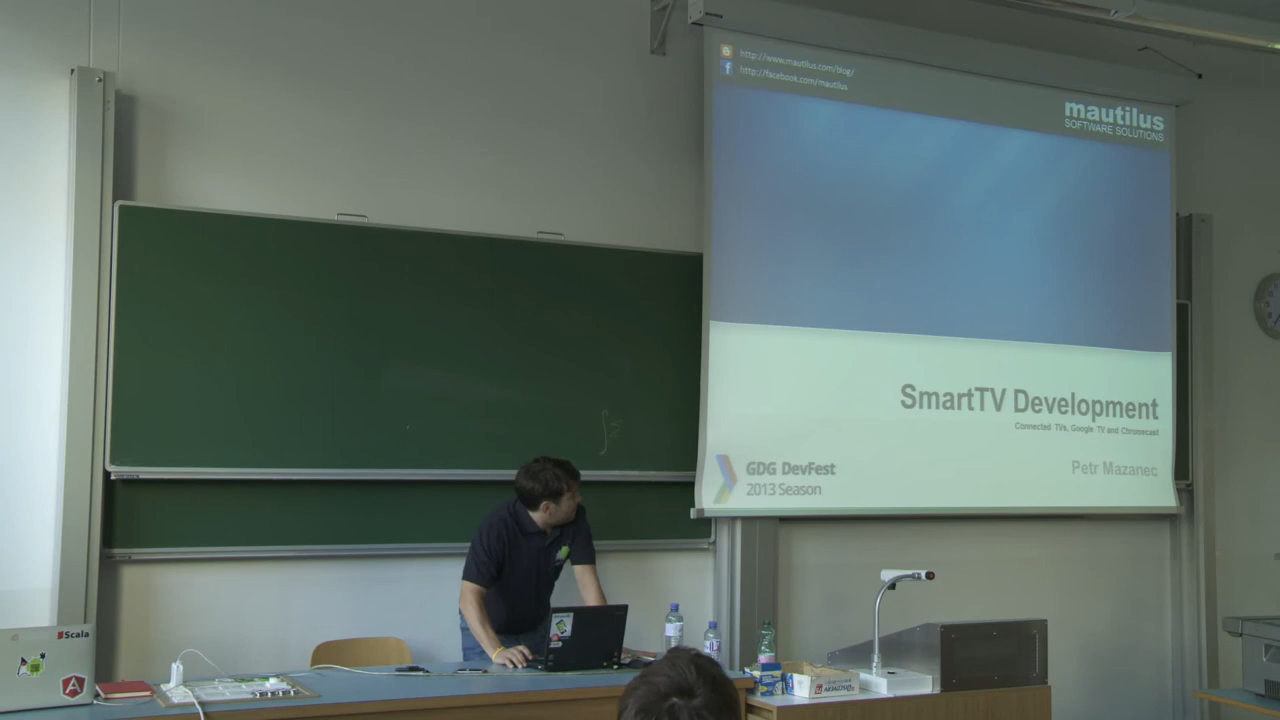 http://www.mautilus.com/blog/
http://facebook.com/mautilus
mautilus
SOFTWARE SOLUTIONS
SmartTV Development
Connected TVs, Google TV and Chromecast
Petr Mazanec
GDG DevFest
2013 Season
Scala